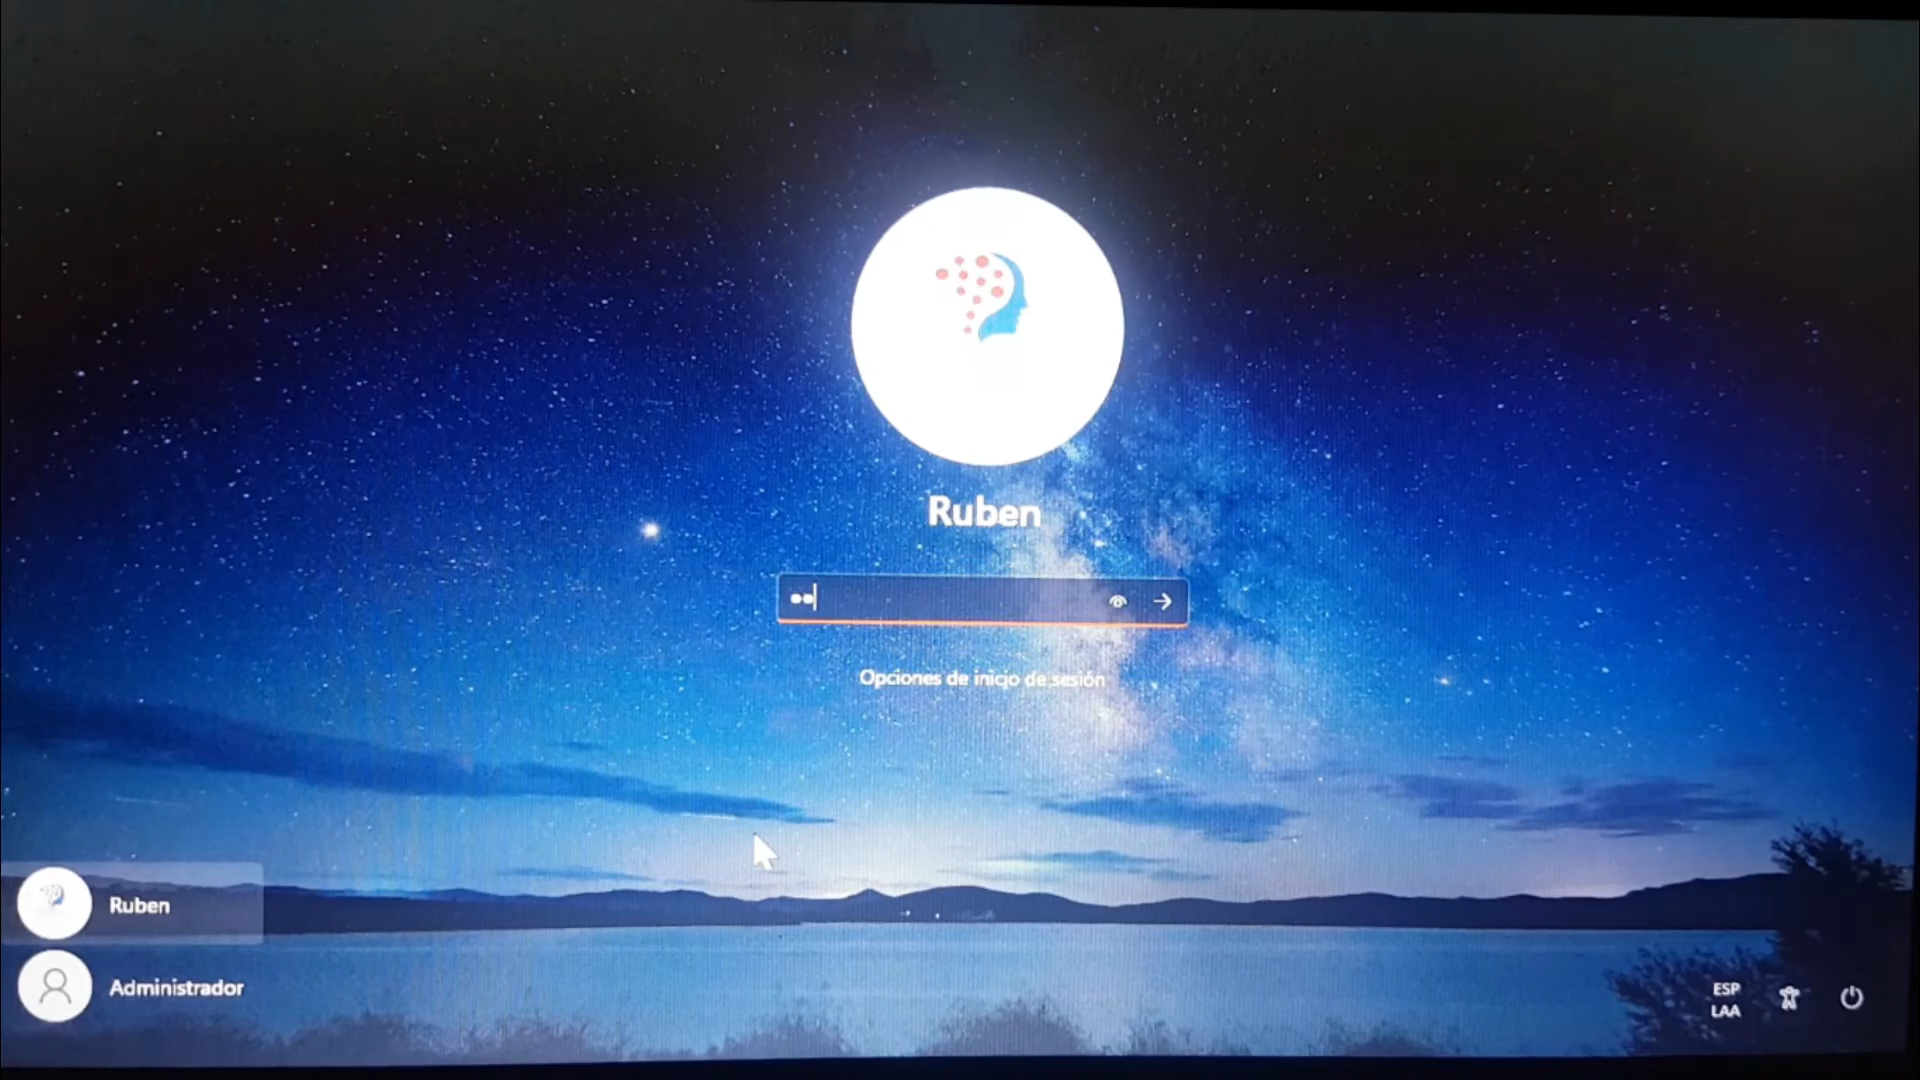 Ruben
Opciones de inicio de sesión
Ruben
Administrador
ESP
LAA